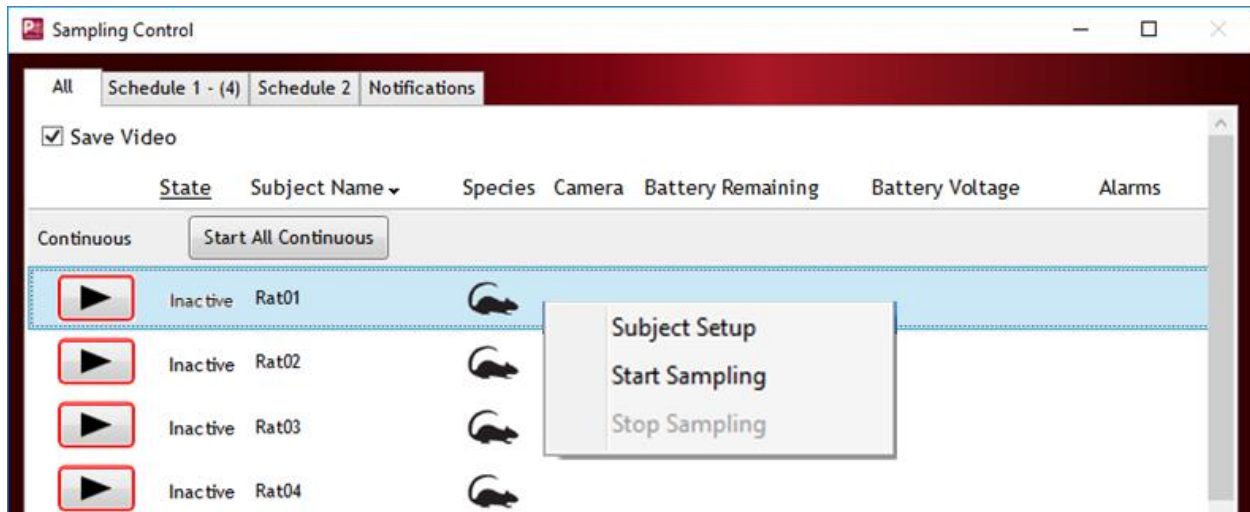 Sampling Control
All Schedule 1 - (4) Schedule 2 Notifications
Save Video
State Subject Name Species Camera Battery Remaining Battery Voltage Alarms
Continuous Start All Continuous
Inactive Rat01
Subject Setup
Inactive Rat02
Start Sampling
Stop Sampling
Inactive Rat03
Inactive Rat04